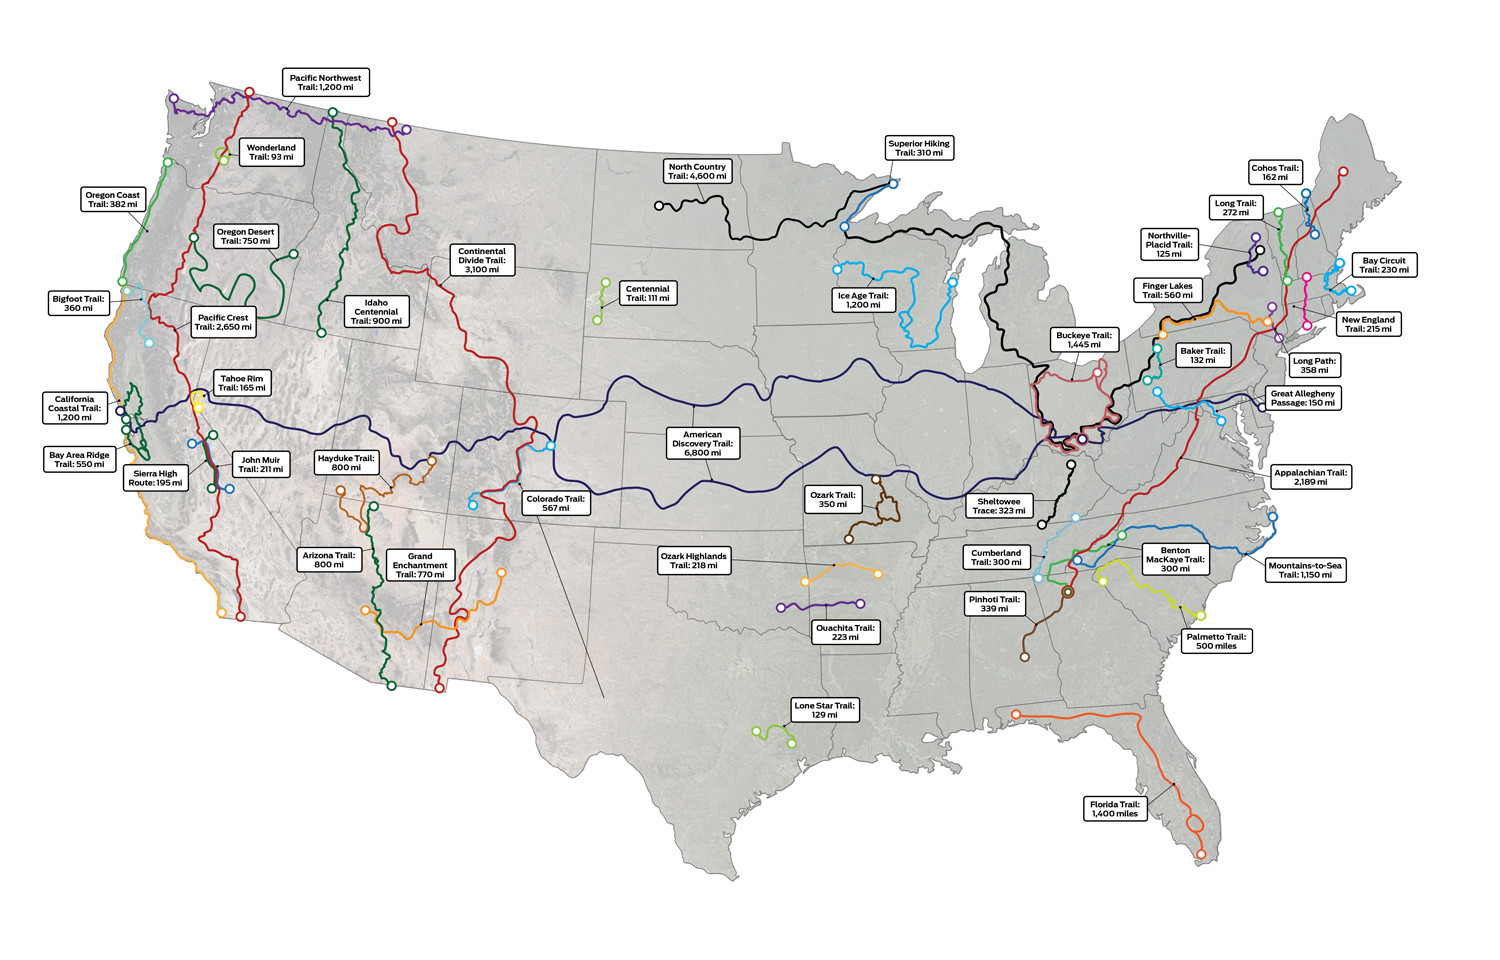 Pacific Northwest
Trail: 1,200 mi
Wonderland
Trail: 93 mi
Oregon Coast
Trail: 382 mi
Oregon Desert
Trail: 750 mi
Continental
Divide Trail:
3,100 mi
Bigfoot Trail:
360 mi
Pacific Crest
Trail: 2,650 mi
Idaho
Centennial
Trail: 900 mi
Tahoe Rim
Trail: 165 mi
California
Coastal Trail:
1,200 mi
Bay Area Ridge
Trail: 550 mi
Sierra High
Route: 195 mi
John Muir
Trail: 211 mi
Hayduke Trail:
800 mi
Arizona Trail:
800 mi
Grand
Enchantment
Trail: 770 mi
Colorado Trail:
567 mi
North Country
Trail: 4,600 mi
Superior Hiking
Trail: 310 mi
Centennial
Trail: 111 mi
Ice Age Trail:
1,200 mi
American
Discovery Trail:
6,800 mi
Ozark Trail:
350 mi
Ozark Highlands
Trail: 218 mi
Ouachita Trail:
223 mi
Lone Star Trail:
129 mi
Buckeye Trail:
1,445 mi
Sheltowee
Trace: 323 mi
Cumberland
Trail: 300 mi
Pinhoti Trail:
339 mi
Benton
MacKaye Trail:
300 mi
Palmetto Trail:
500 miles
Florida Trail:
1,400 miles
Mountains-to-Sea
Trail: 1,150 mi
Appalachian Trail:
2,189 mi
Great Allegheny
Passage: 150 mi
Baker Trail:
132 mi
Long Path:
358 mi
New England
Trail: 215 mi
Finger Lakes
Trail: 560 mi
Northville-
Placid Trail:
125 mi
Bay Circuit
Trail: 230 mi
Long Trail:
272 mi
Cohos Trail:
162 mi